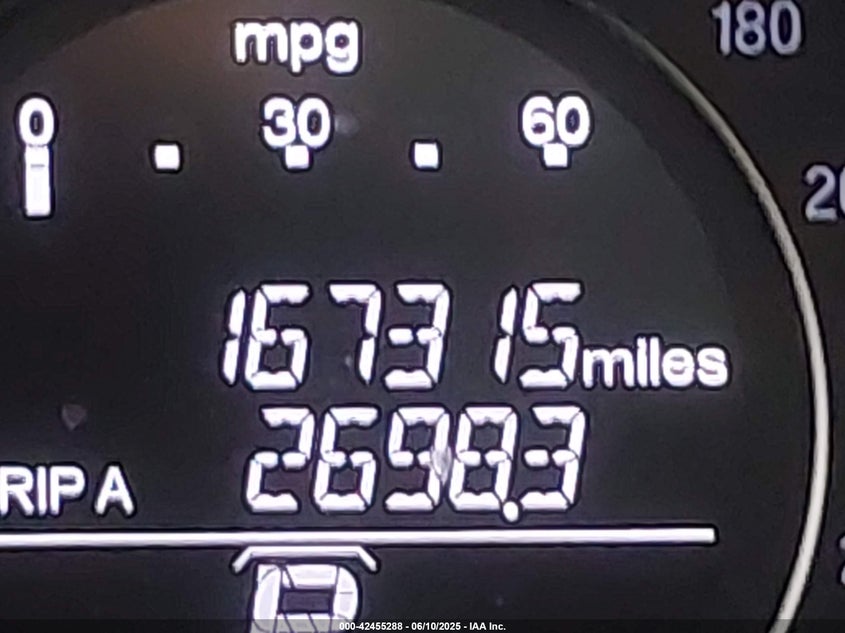 mpg
180
0 30 60
167315 miles
RIP A 2698.3
000-42455288 - 06/10/2025 - IAA Inc.